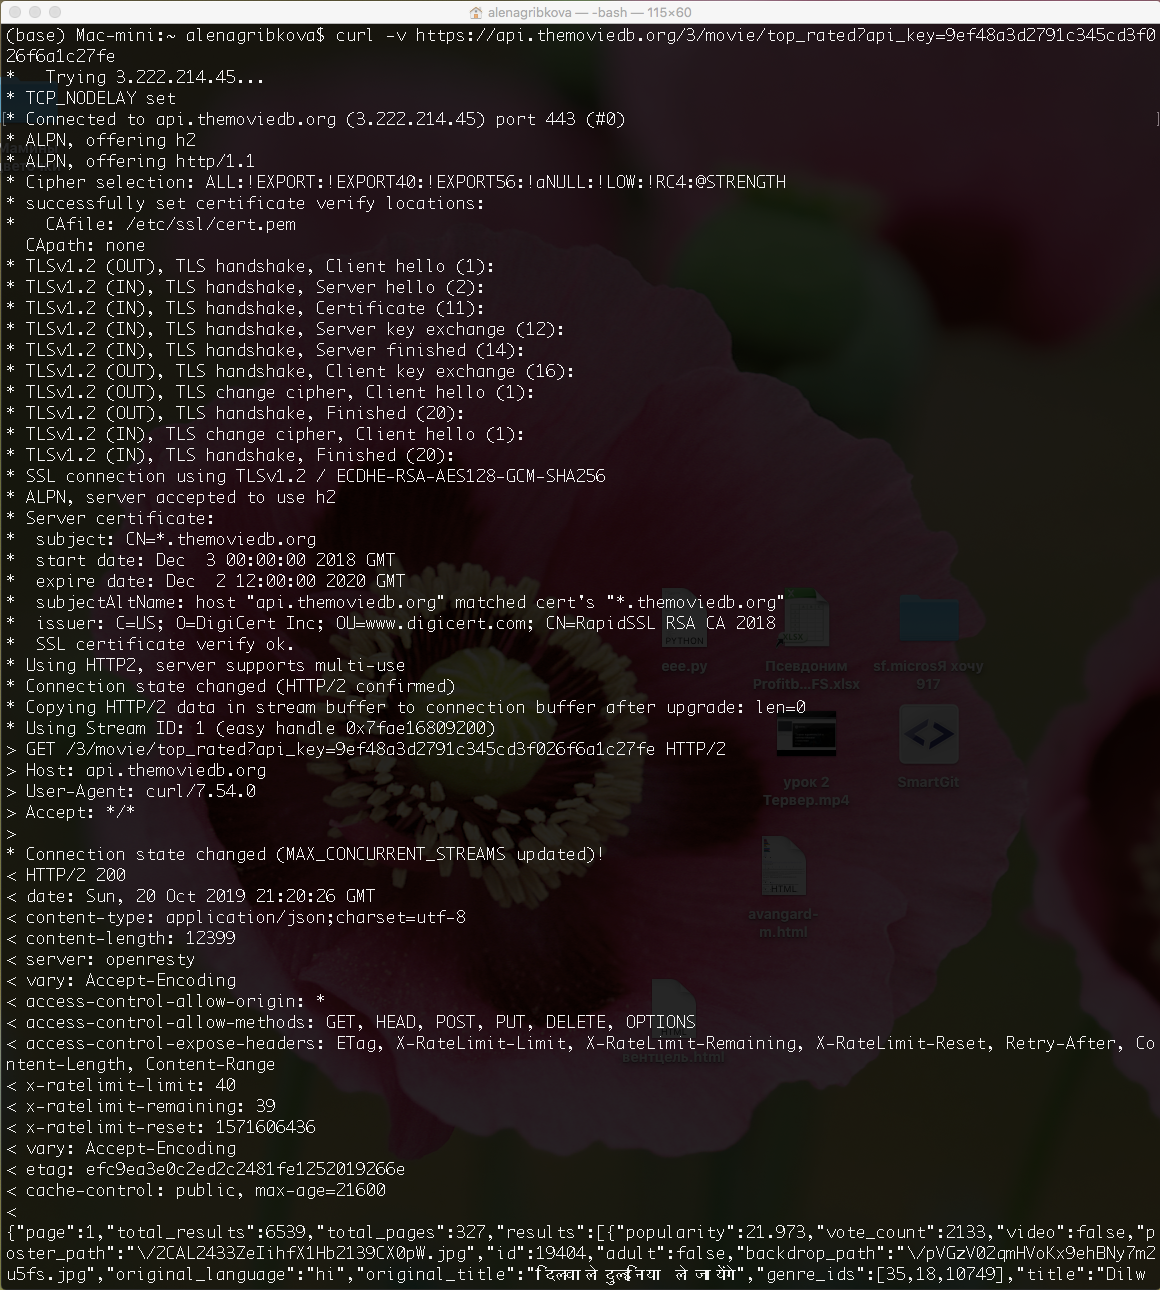 alenagribkova — -bash — 115×60
(base) Mac-mini:~ alenagribkova$ curl -v https://api.themoviedb.org/3/movie/top_rated?api_key=9ef48a3d2791c345cd3f0
26f6a1c27fe
*   Trying 3.222.214.45...
* TCP_NODELAY set
* Connected to api.themoviedb.org (3.222.214.45) port 443 (#0)
* ALPN, offering h2
* ALPN, offering http/1.1
* Cipher selection: ALL:!EXPORT:!EXPORT40:!EXPORT56:!aNULL:!LOW:!RC4:@STRENGTH
* successfully set certificate verify locations:
*   CAfile: /etc/ssl/cert.pem
  CApath: none
* TLSv1.2 (OUT), TLS handshake, Client hello (1):
* TLSv1.2 (IN), TLS handshake, Server hello (2):
* TLSv1.2 (IN), TLS handshake, Certificate (11):
* TLSv1.2 (IN), TLS handshake, Server key exchange (12):
* TLSv1.2 (IN), TLS handshake, Server finished (14):
* TLSv1.2 (OUT), TLS handshake, Client key exchange (16):
* TLSv1.2 (OUT), TLS change cipher, Client hello (1):
* TLSv1.2 (OUT), TLS handshake, Finished (20):
* TLSv1.2 (IN), TLS change cipher, Client hello (1):
* TLSv1.2 (IN), TLS handshake, Finished (20):
* SSL connection using TLSv1.2 / ECDHE-RSA-AES128-GCM-SHA256
* ALPN, server accepted to use h2
* Server certificate:
*  subject: CN=*.themoviedb.org
*  start date: Dec  3 00:00:00 2018 GMT
*  expire date: Dec  2 12:00:00 2020 GMT
*  subjectAltName: host "api.themoviedb.org" matched cert's "*.themoviedb.org"
*  issuer: C=US; O=DigiCert Inc; OU=www.digicert.com; CN=RapidSSL RSA CA 2018
*  SSL certificate verify ok.
* Using HTTP2, server supports multi-use
* Connection state changed (HTTP/2 confirmed)
* Copying HTTP/2 data in stream buffer to connection buffer after upgrade: len=0
* Using Stream ID: 1 (easy handle 0x7fae16809200)
> GET /3/movie/top_rated?api_key=9ef48a3d2791c345cd3f026f6a1c27fe HTTP/2
> Host: api.themoviedb.org
> User-Agent: curl/7.54.0
> Accept: */*
>
* Connection state changed (MAX_CONCURRENT_STREAMS updated)!
< HTTP/2 200
< date: Sun, 20 Oct 2019 21:20:26 GMT
< content-type: application/json;charset=utf-8
< content-length: 12399
< server: openresty
< vary: Accept-Encoding
< access-control-allow-origin: *
< access-control-allow-methods: GET, HEAD, POST, PUT, DELETE, OPTIONS
< access-control-expose-headers: ETag, X-RateLimit-Limit, X-RateLimit-Remaining, X-RateLimit-Reset, Retry-After, Co
ntent-Length, Content-Range
< x-ratelimit-limit: 40
< x-ratelimit-remaining: 39
< x-ratelimit-reset: 1571606436
< vary: Accept-Encoding
< etag: efc9ea3e0c2ed2c2481fe1252019266e
< cache-control: public, max-age=21600
<
{"page":1,"total_results":6539,"total_pages":327,"results":[{"popularity":21.973,"vote_count":2133,"video":false,"p
oster_path":"\/2CAL2433ZeIihfX1Hb2139CX0pW.jpg","id":19404,"adult":false,"backdrop_path":"\/pVGzV02qmHVoKx9ehBNy7m2
u5fs.jpg","original_language":"hi","original_title":"दिलवाले दुल्हनिया ले जायेंगे","genre_ids":[35,18,10749],"title":"Dilw
PYTHON
eee.py
XLSX
Псевдоним
Profitb...FS.xlsx
sf.microsЯ хочу
917
урок 2
Тервер.mp4
SmartGit
HTML
avangard-
m.html
вентцель.html